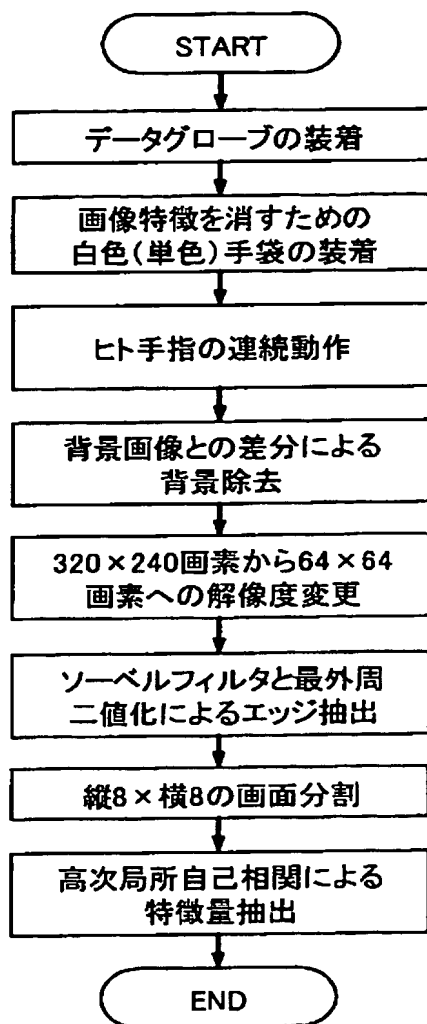 START
データグローブの装着
画像特徴を消すための
白色(単色)手袋の装着
ヒト手指の連続動作
背景画像との差分による
背景除去
320×240画素から64×64
画素への解像度変更
ソーベルフィルタと最外周
二値化によるエッジ抽出
縦8×横8の画面分割
高次局所自己相関による
特徴量抽出
END